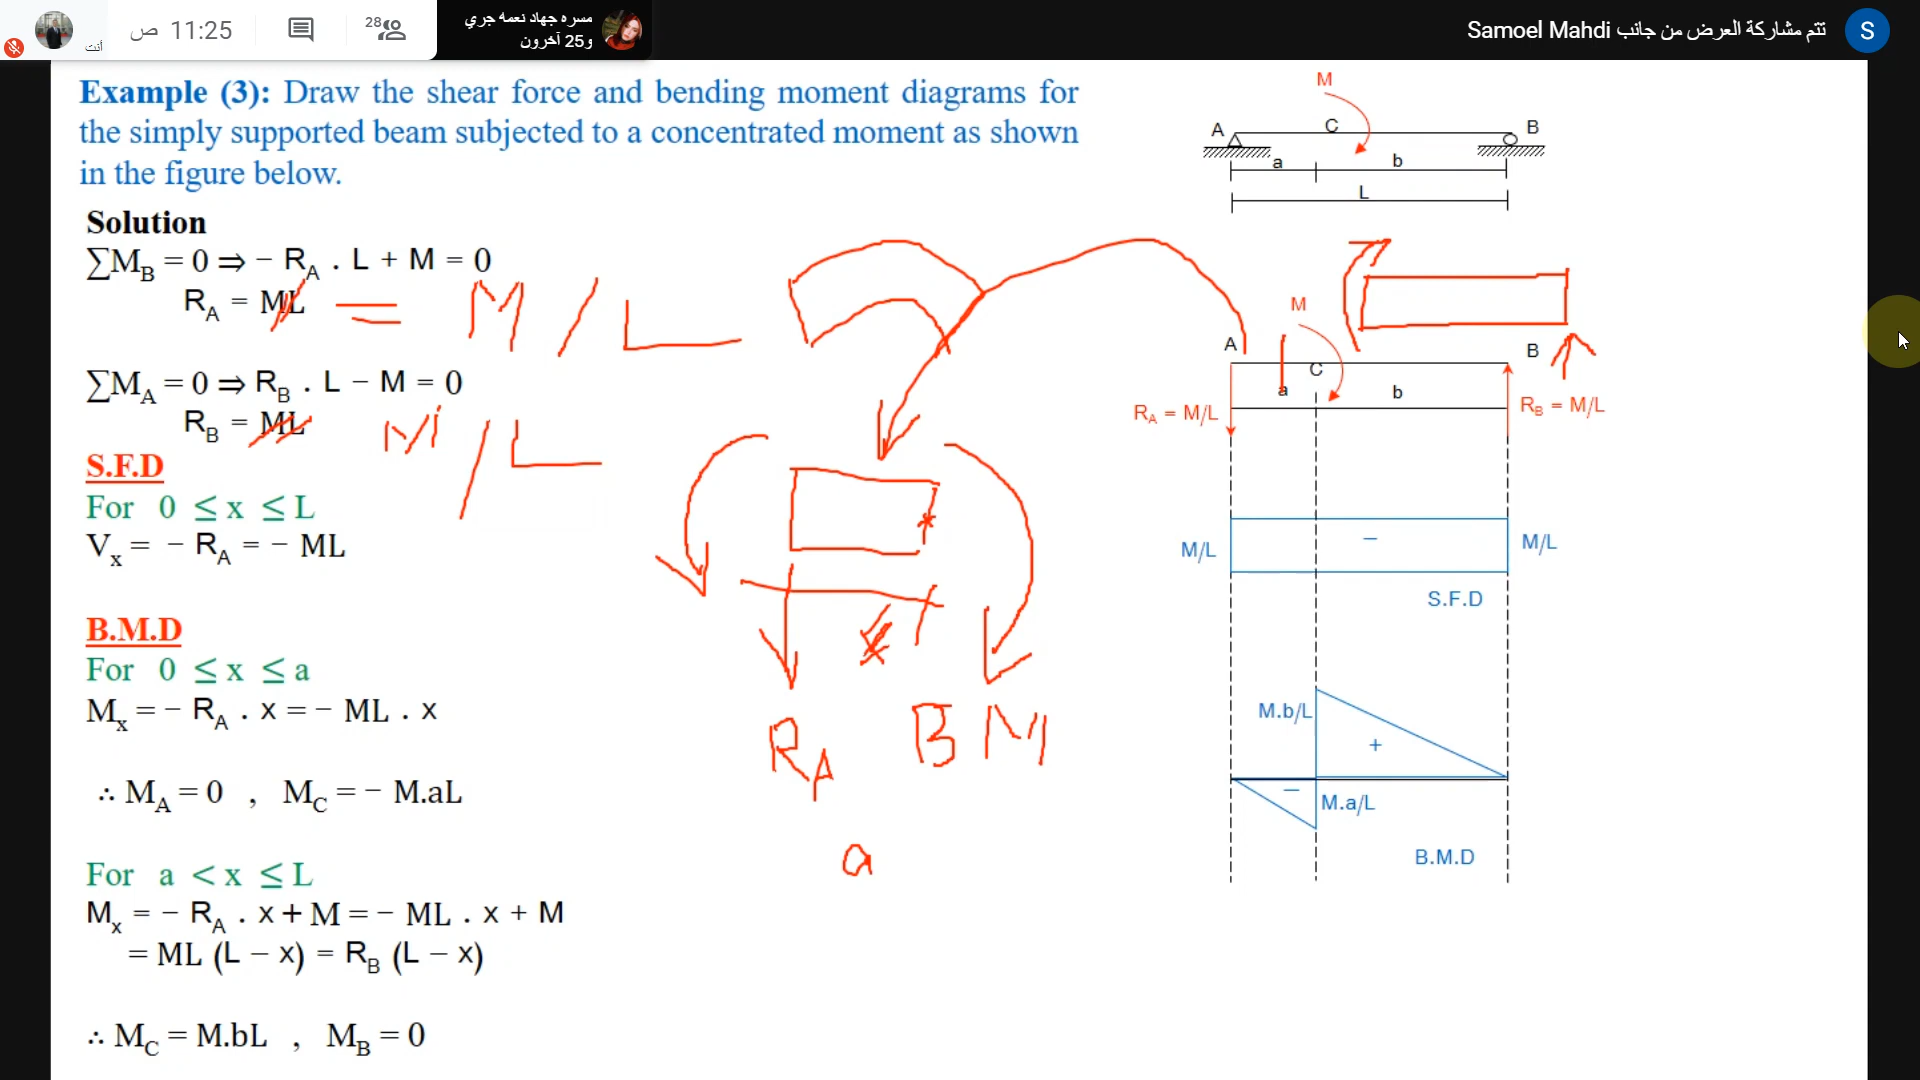 11:25 ص
28
أنت
مسره جهاد نعمه جري
و25 آخرون
تتم مشاركة العرض من جانب Samoel Mahdi
S
Example (3): Draw the shear force and bending moment diagrams for
the simply supported beam subjected to a concentrated moment as shown
in the figure below.
Solution
∑M_B = 0 ⇒ − R_A . L + M = 0
R_A = ML = M / L
∑M_A = 0 ⇒ R_B . L − M = 0
R_B = ML M / L
S.F.D
For 0 ≤ x ≤ L
V_x = − R_A = − ML
B.M.D
For 0 ≤ x ≤ a
M_x = − R_A . x = − ML . x
∴ M_A = 0 , M_C = − M.aL
For a < x ≤ L
M_x = − R_A . x + M = − ML . x + M
= ML (L − x) = R_B (L − x)
∴ M_C = M.bL , M_B = 0
R_A
B M
a
M
A C B
a b
L
M
A B
C
a b
R_A = M/L
R_B = M/L
M/L − M/L
S.F.D
M.b/L
+
−
M.a/L
B.M.D